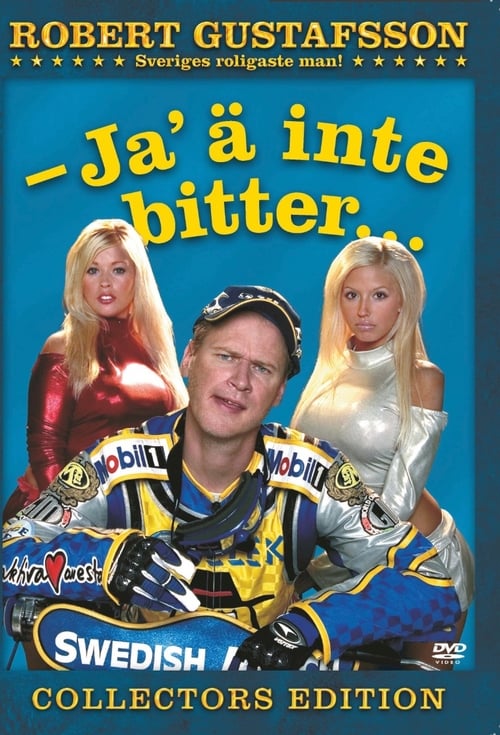 ROBERT GUSTAFSSON
Sveriges roligaste man!
– Ja' ä inte
bitter...
Mobil 1
Mobil 1
SWEDISH
DVD
VIDEO
COLLECTORS EDITION